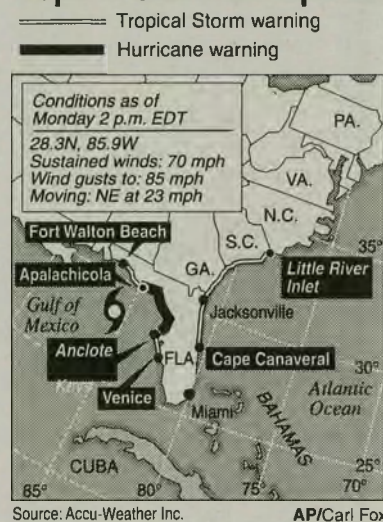 Tropical Storm warning
Hurricane warning
Conditions as of
Monday 2 p.m. EDT
28.3N, 85.9W
Sustained winds: 70 mph
Wind gusts to: 85 mph
Moving: NE at 23 mph
PA.
VA.
N.C.
S.C.
GA.
Fort Walton Beach
Apalachicola
Little River
Inlet
35°
Gulf of
Mexico
Jacksonville
Anclote
FLA
Cape Canaveral
30°
Venice
Miami
Atlantic
Ocean
BAHAMAS
CUBA
25°
85°
80°
75°
70°
Source: Accu-Weather Inc.
AP/Carl Fox